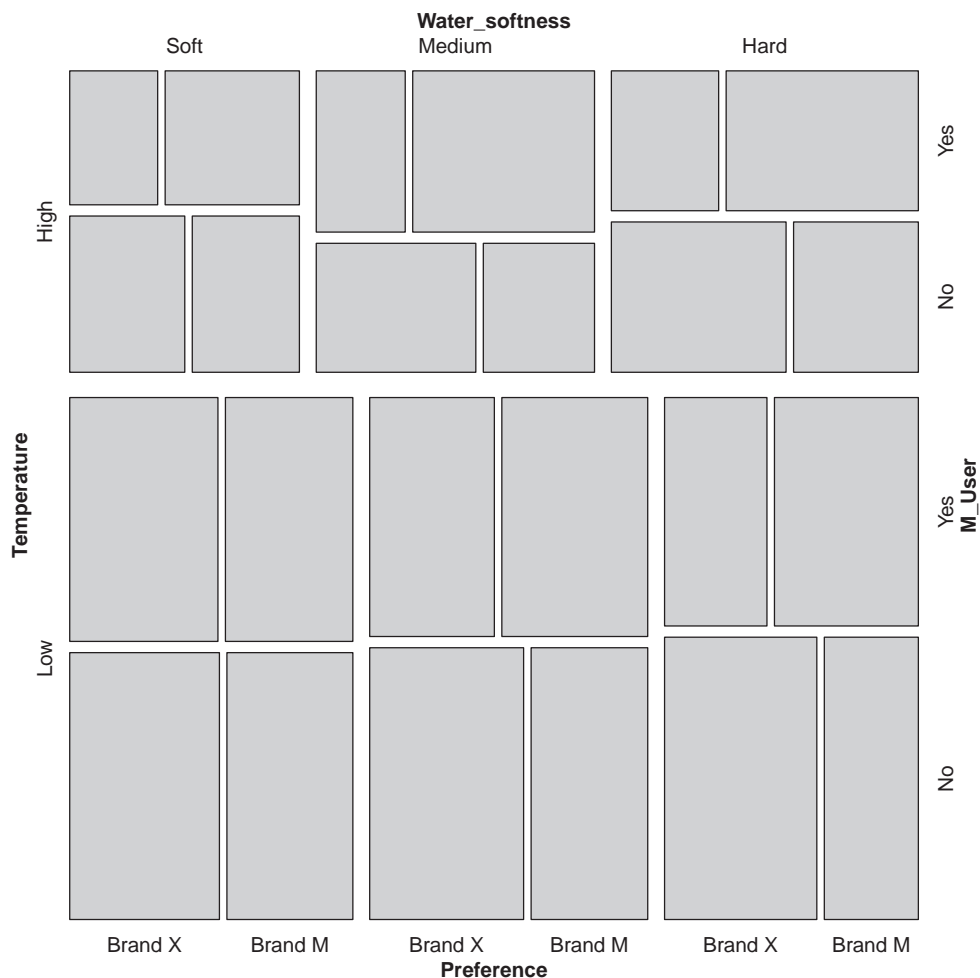 Water_softness
Soft Medium Hard
Temperature
High
Low
Yes
No
Yes
No
M_User
Brand X Brand M Brand X Brand M Brand X Brand M
Preference